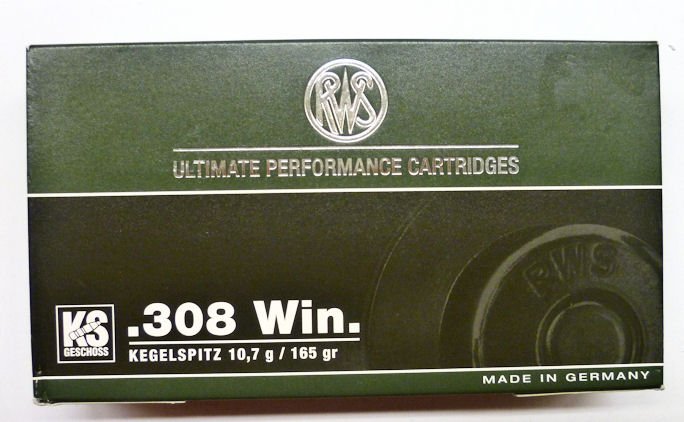 RWS
ULTIMATE PERFORMANCE CARTRIDGES
RWS
KS
GESCHOSS
.308 Win.
KEGELSPITZ 10,7 g / 165 gr
MADE IN GERMANY